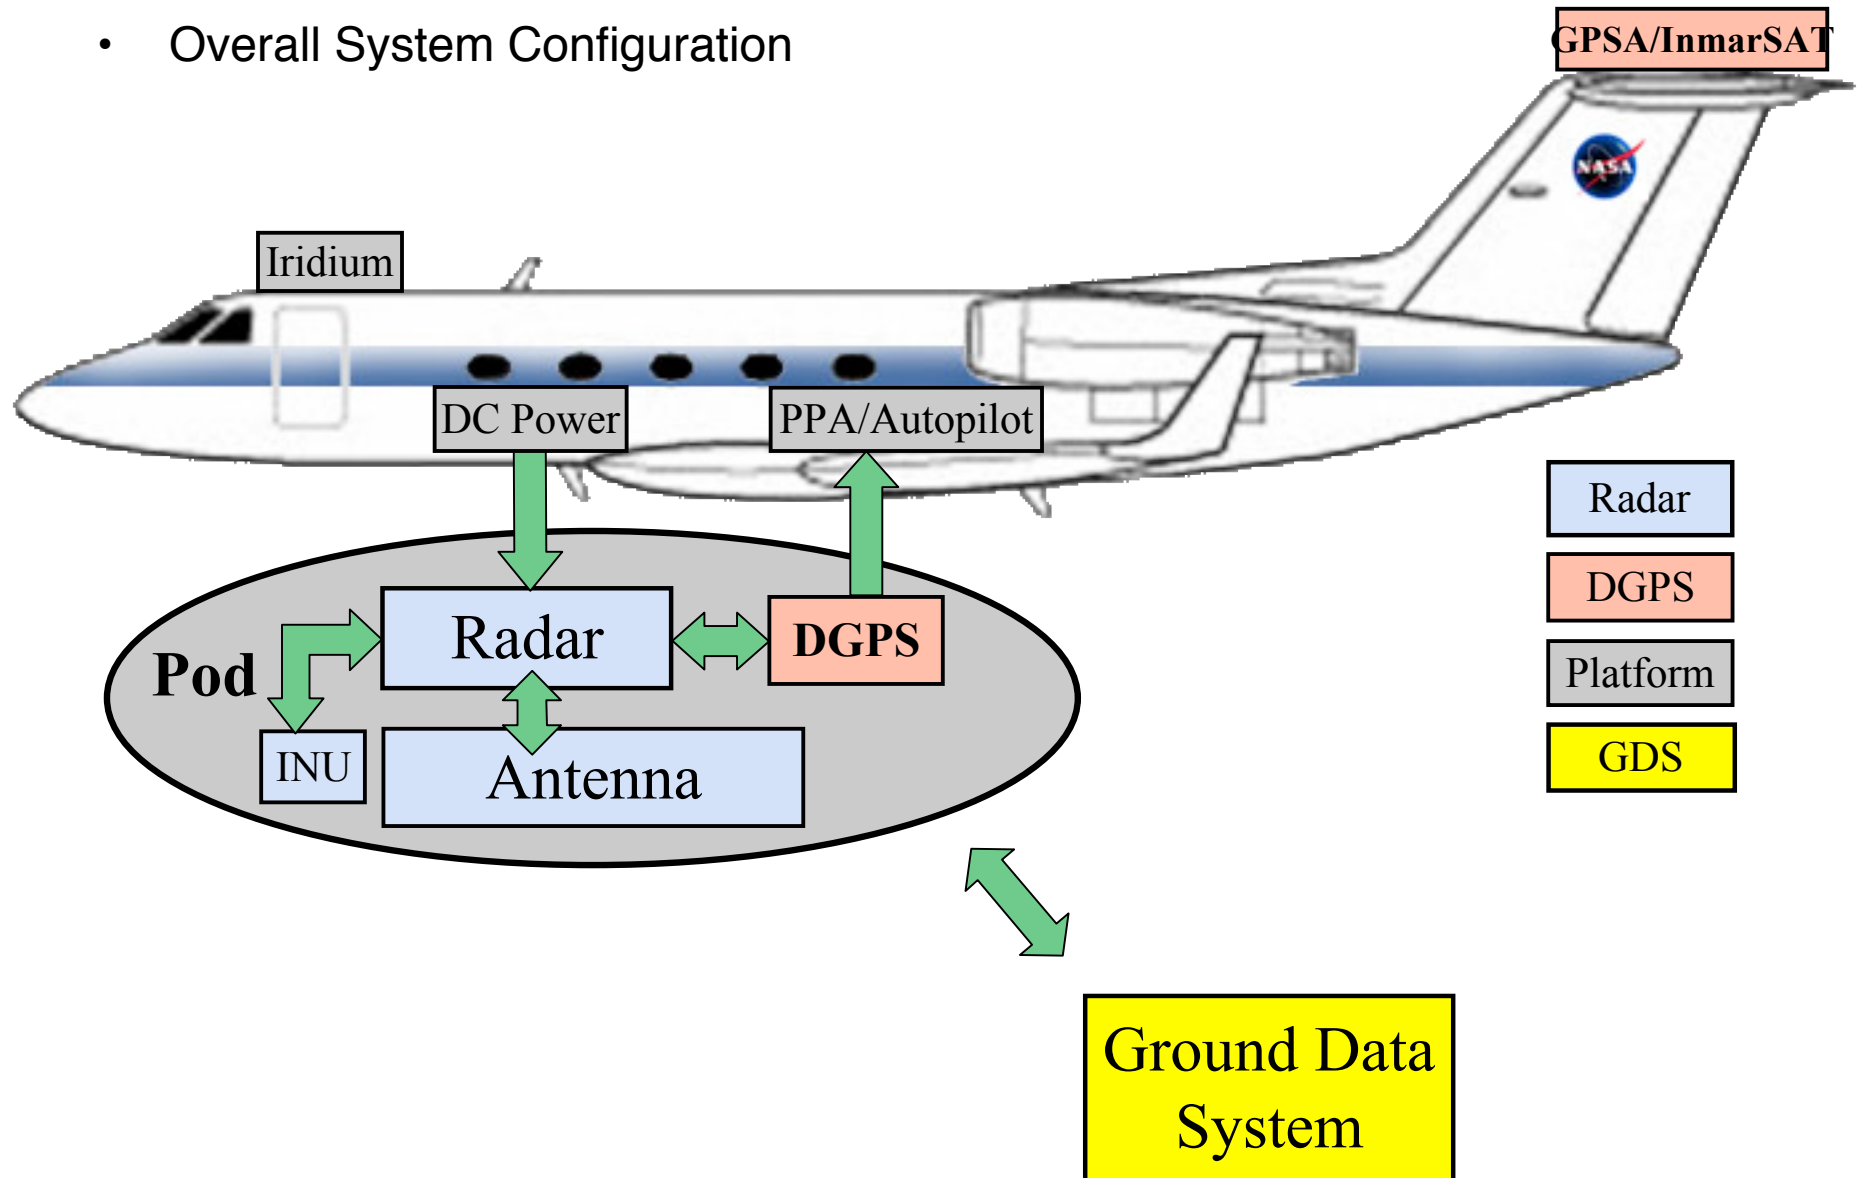 • Overall System Configuration
GPSA/InmarSAT
NASA
Iridium
DC Power
PPA/Autopilot
Radar
DGPS
Platform
GDS
Pod
Radar
DGPS
INU
Antenna
Ground Data
System